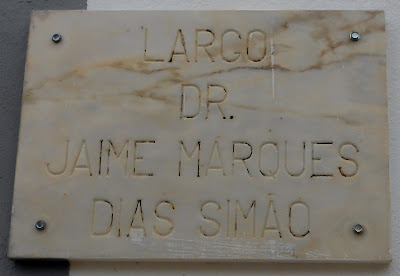 LARGO
DR.
JAIME MARQUES
DIAS SIMÃO